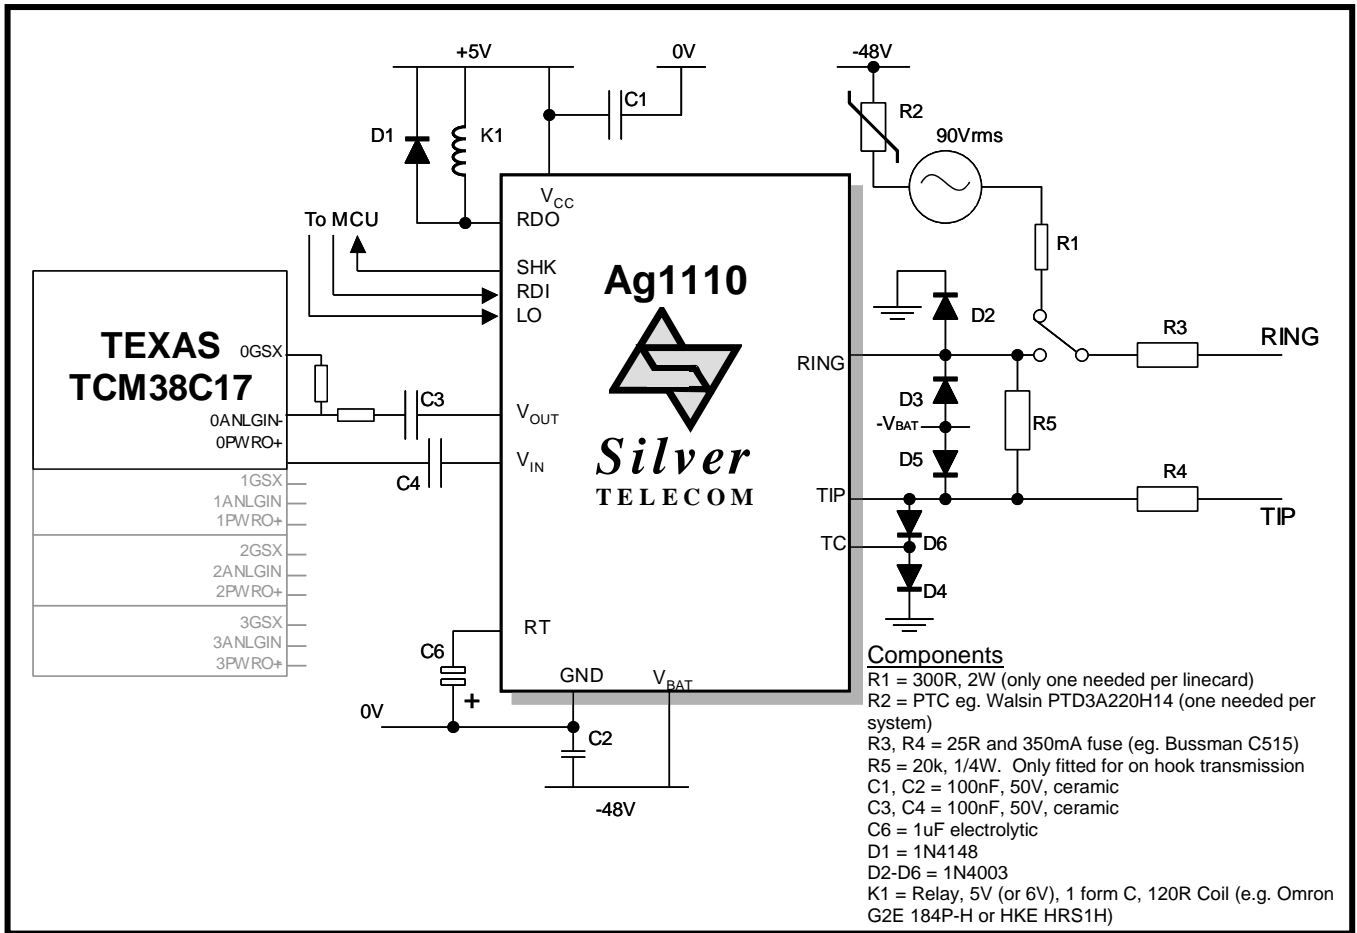 +5V
0V
-48V
C1
R2
D1
K1
90Vrms
VCC
To MCU
RDO
R1
SHK
RDI
LO
Ag1110
D2
TEXAS
TCM38C17
0GSX
R3
RING
RING
D3
C3
0ANLGIN-
0PWRO+
VOUT
-VBAT
R5
Silver
TELECOM
D5
VIN
C4
1GSX
1ANLGIN
1PWRO+
TIP
R4
TIP
TC
D6
2GSX
2ANLGIN
2PWRO+
D4
3GSX
3ANLGIN
3PWRO+
RT
C6
+
GND
VBAT
0V
C2
-48V
Components
R1 = 300R, 2W (only one needed per linecard)
R2 = PTC eg. Walsin PTD3A220H14 (one needed per
system)
R3, R4 = 25R and 350mA fuse (eg. Bussman C515)
R5 = 20k, 1/4W. Only fitted for on hook transmission
C1, C2 = 100nF, 50V, ceramic
C3, C4 = 100nF, 50V, ceramic
C6 = 1uF electrolytic
D1 = 1N4148
D2-D6 = 1N4003
K1 = Relay, 5V (or 6V), 1 form C, 120R Coil (e.g. Omron
G2E 184P-H or HKE HRS1H)